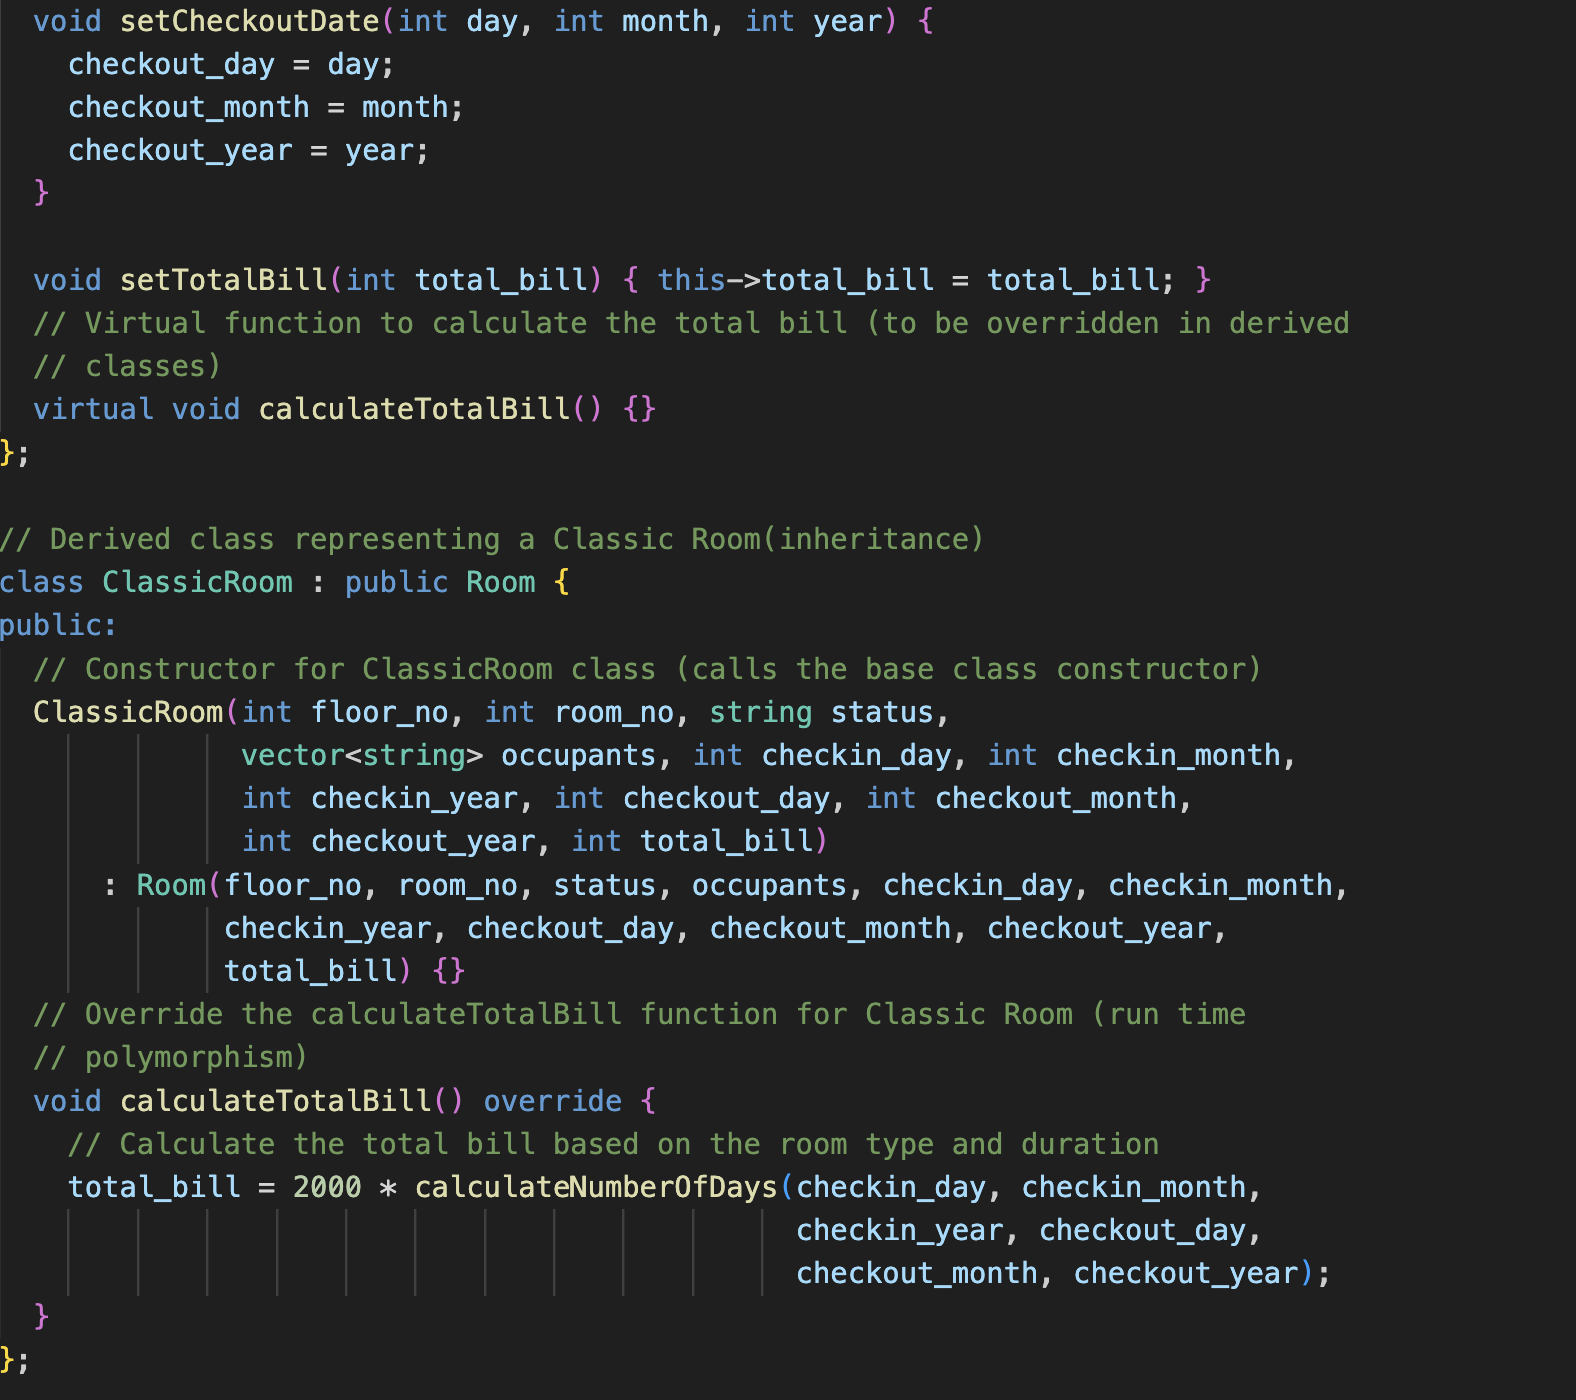 void setCheckoutDate(int day, int month, int year) {
checkout_day = day;
checkout_month = month;
checkout_year = year;
}
void setTotalBill(int total_bill) { this->total_bill = total_bill; }
// Virtual function to calculate the total bill (to be overridden in derived
// classes)
virtual void calculateTotalBill() {}
};
// Derived class representing a Classic Room(inheritance)
class ClassicRoom : public Room {
public:
// Constructor for ClassicRoom class (calls the base class constructor)
ClassicRoom(int floor_no, int room_no, string status,
vector<string> occupants, int checkin_day, int checkin_month,
int checkin_year, int checkout_day, int checkout_month,
int checkout_year, int total_bill)
: Room(floor_no, room_no, status, occupants, checkin_day, checkin_month,
checkin_year, checkout_day, checkout_month, checkout_year,
total_bill) {}
// Override the calculateTotalBill function for Classic Room (run time
// polymorphism)
void calculateTotalBill() override {
// Calculate the total bill based on the room type and duration
total_bill = 2000 * calculateNumberOfDays(checkin_day, checkin_month,
checkin_year, checkout_day,
checkout_month, checkout_year);
}
};